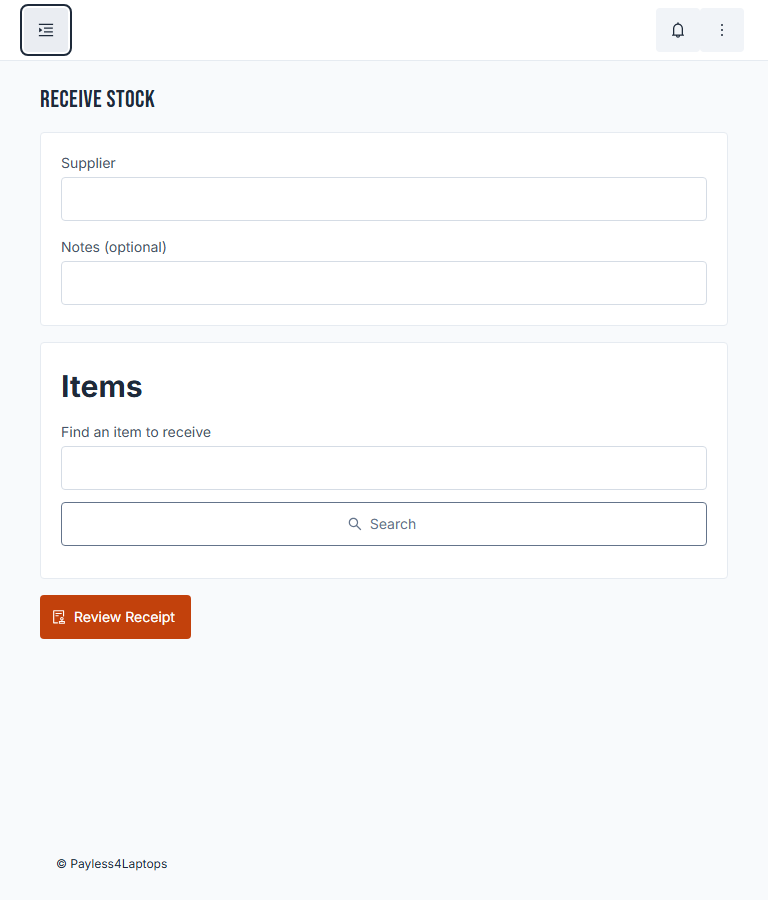 RECEIVE STOCK
Supplier
Notes (optional)
Items
Find an item to receive
Search
Review Receipt
© Payless4Laptops